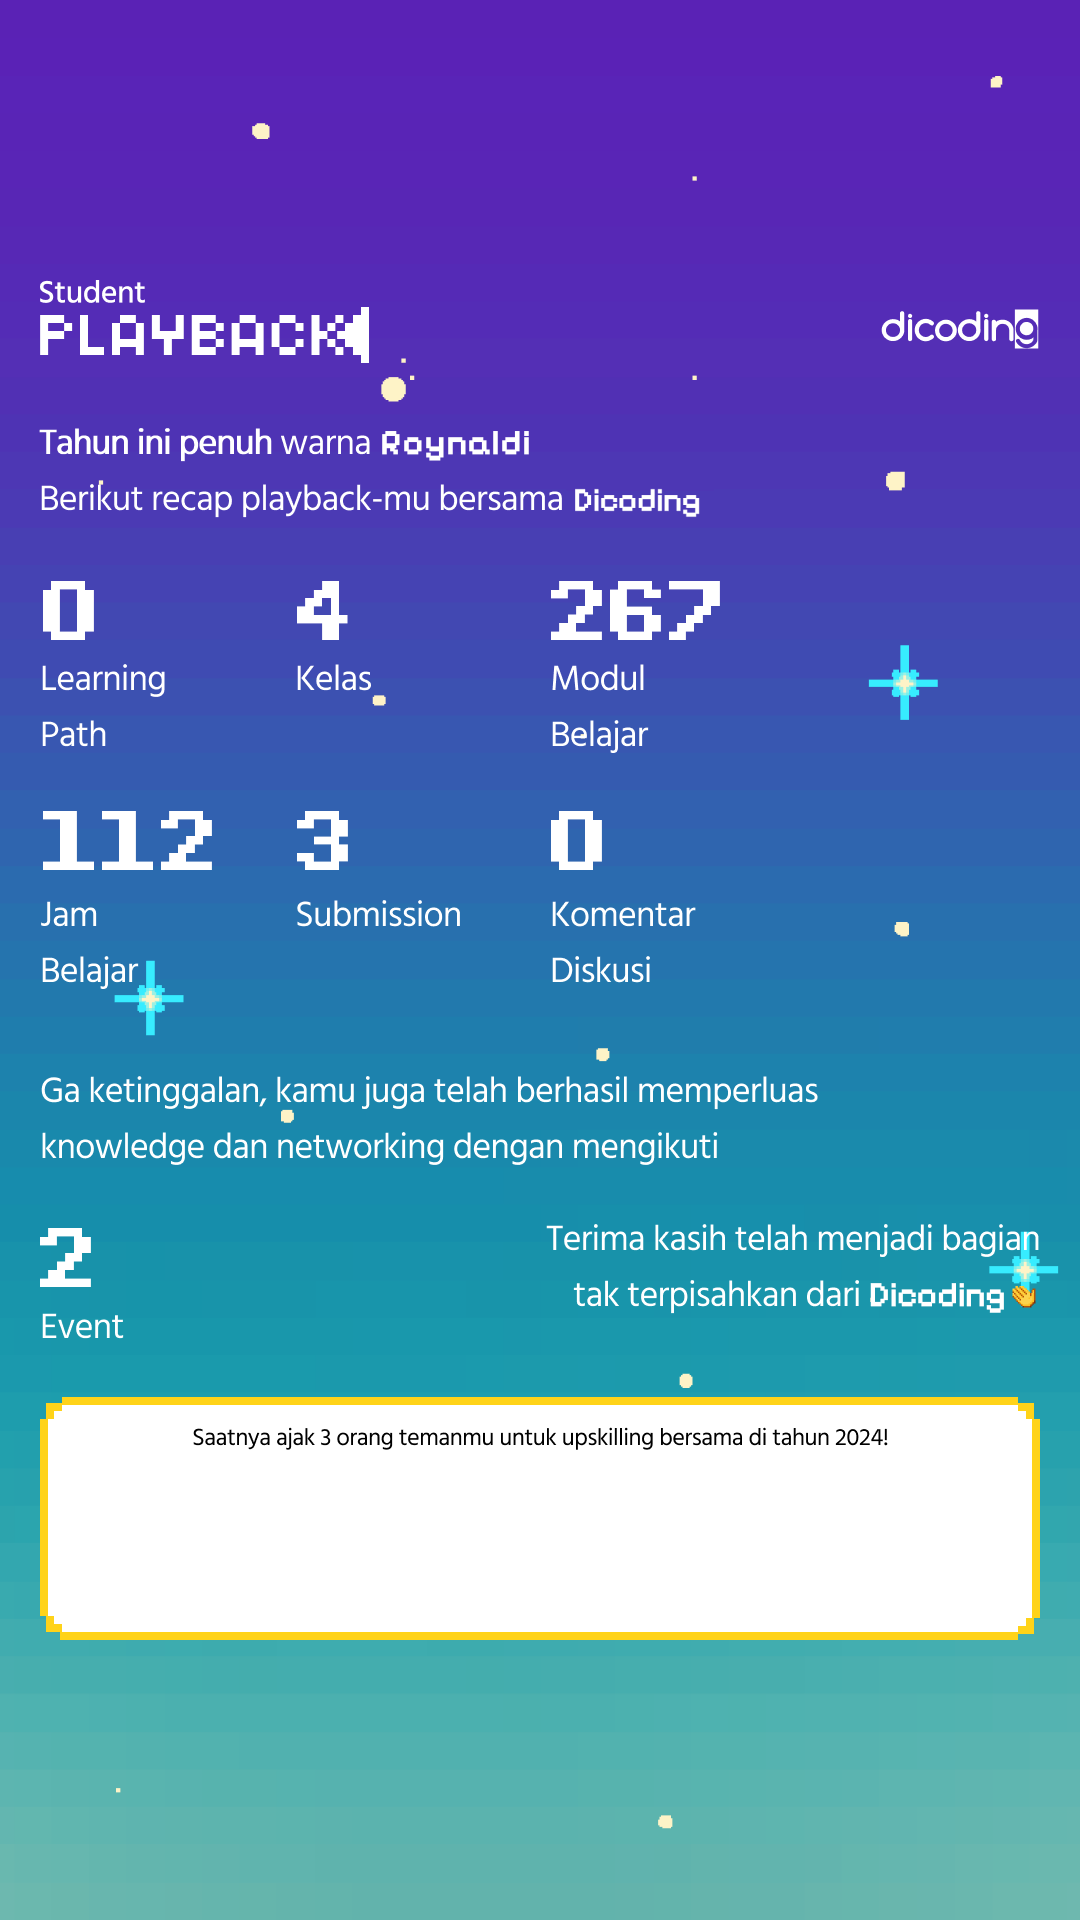 Student
PLAYBACK
dicoding
Tahun ini penuh warna Roynaldi
Berikut recap playback-mu bersama Dicoding
0
Learning
Path
4
Kelas
267
Modul
Belajar
112
Jam
Belajar
3
Submission
0
Komentar
Diskusi
Ga ketinggalan, kamu juga telah berhasil memperluas
knowledge dan networking dengan mengikuti
2
Event
Terima kasih telah menjadi bagian
tak terpisahkan dari Dicoding👏
Saatnya ajak 3 orang temanmu untuk upskilling bersama di tahun 2024!